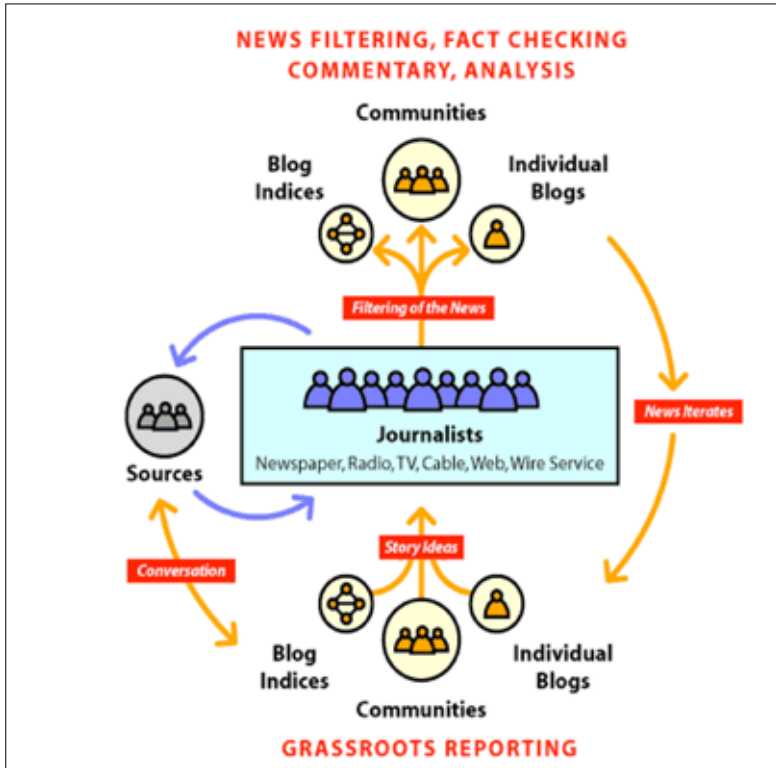 NEWS FILTERING, FACT CHECKING
COMMENTARY, ANALYSIS
Communities
Blog
Indices
Individual
Blogs
Filtering of the News
Journalists
Newspaper, Radio, TV, Cable, Web, Wire Service
Sources
News Iterates
Story Ideas
Conversation
Blog
Indices
Individual
Blogs
Communities
GRASSROOTS REPORTING